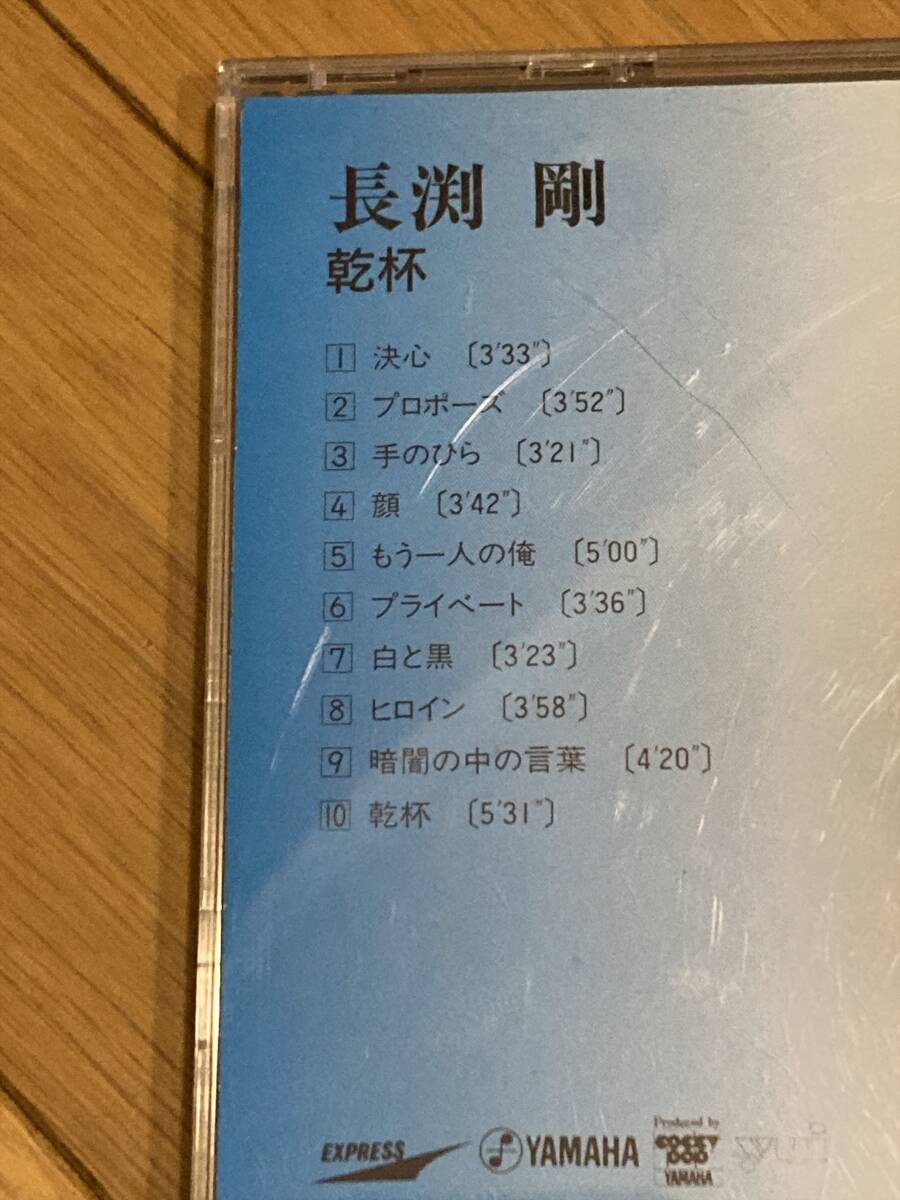 長渕 剛
乾杯
1 決心 〔3'33"〕
2 プロポーズ 〔3'52"〕
3 手のひら 〔3'21"〕
4 顔 〔3'42"〕
5 もう一人の俺 〔5'00"〕
6 プライベート 〔3'36"〕
7 白と黒 〔3'23"〕
8 ヒロイン 〔3'58"〕
9 暗闇の中の言葉 〔4'20"〕
10 乾杯 〔5'31"〕
EXPRESS
YAMAHA
Produced by
COCKY POP
YAMAHA